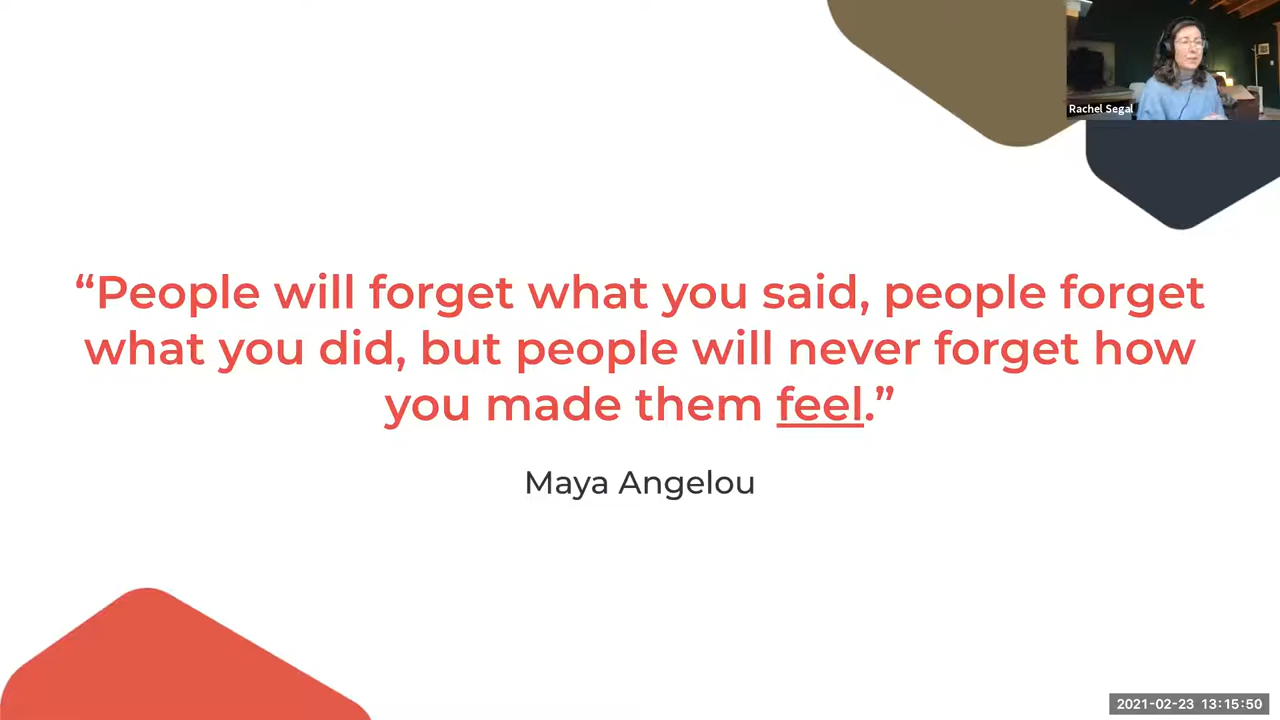 Rachel Segal
“People will forget what you said, people forget
what you did, but people will never forget how
you made them feel.”
Maya Angelou
2021-02-23 13:15:50